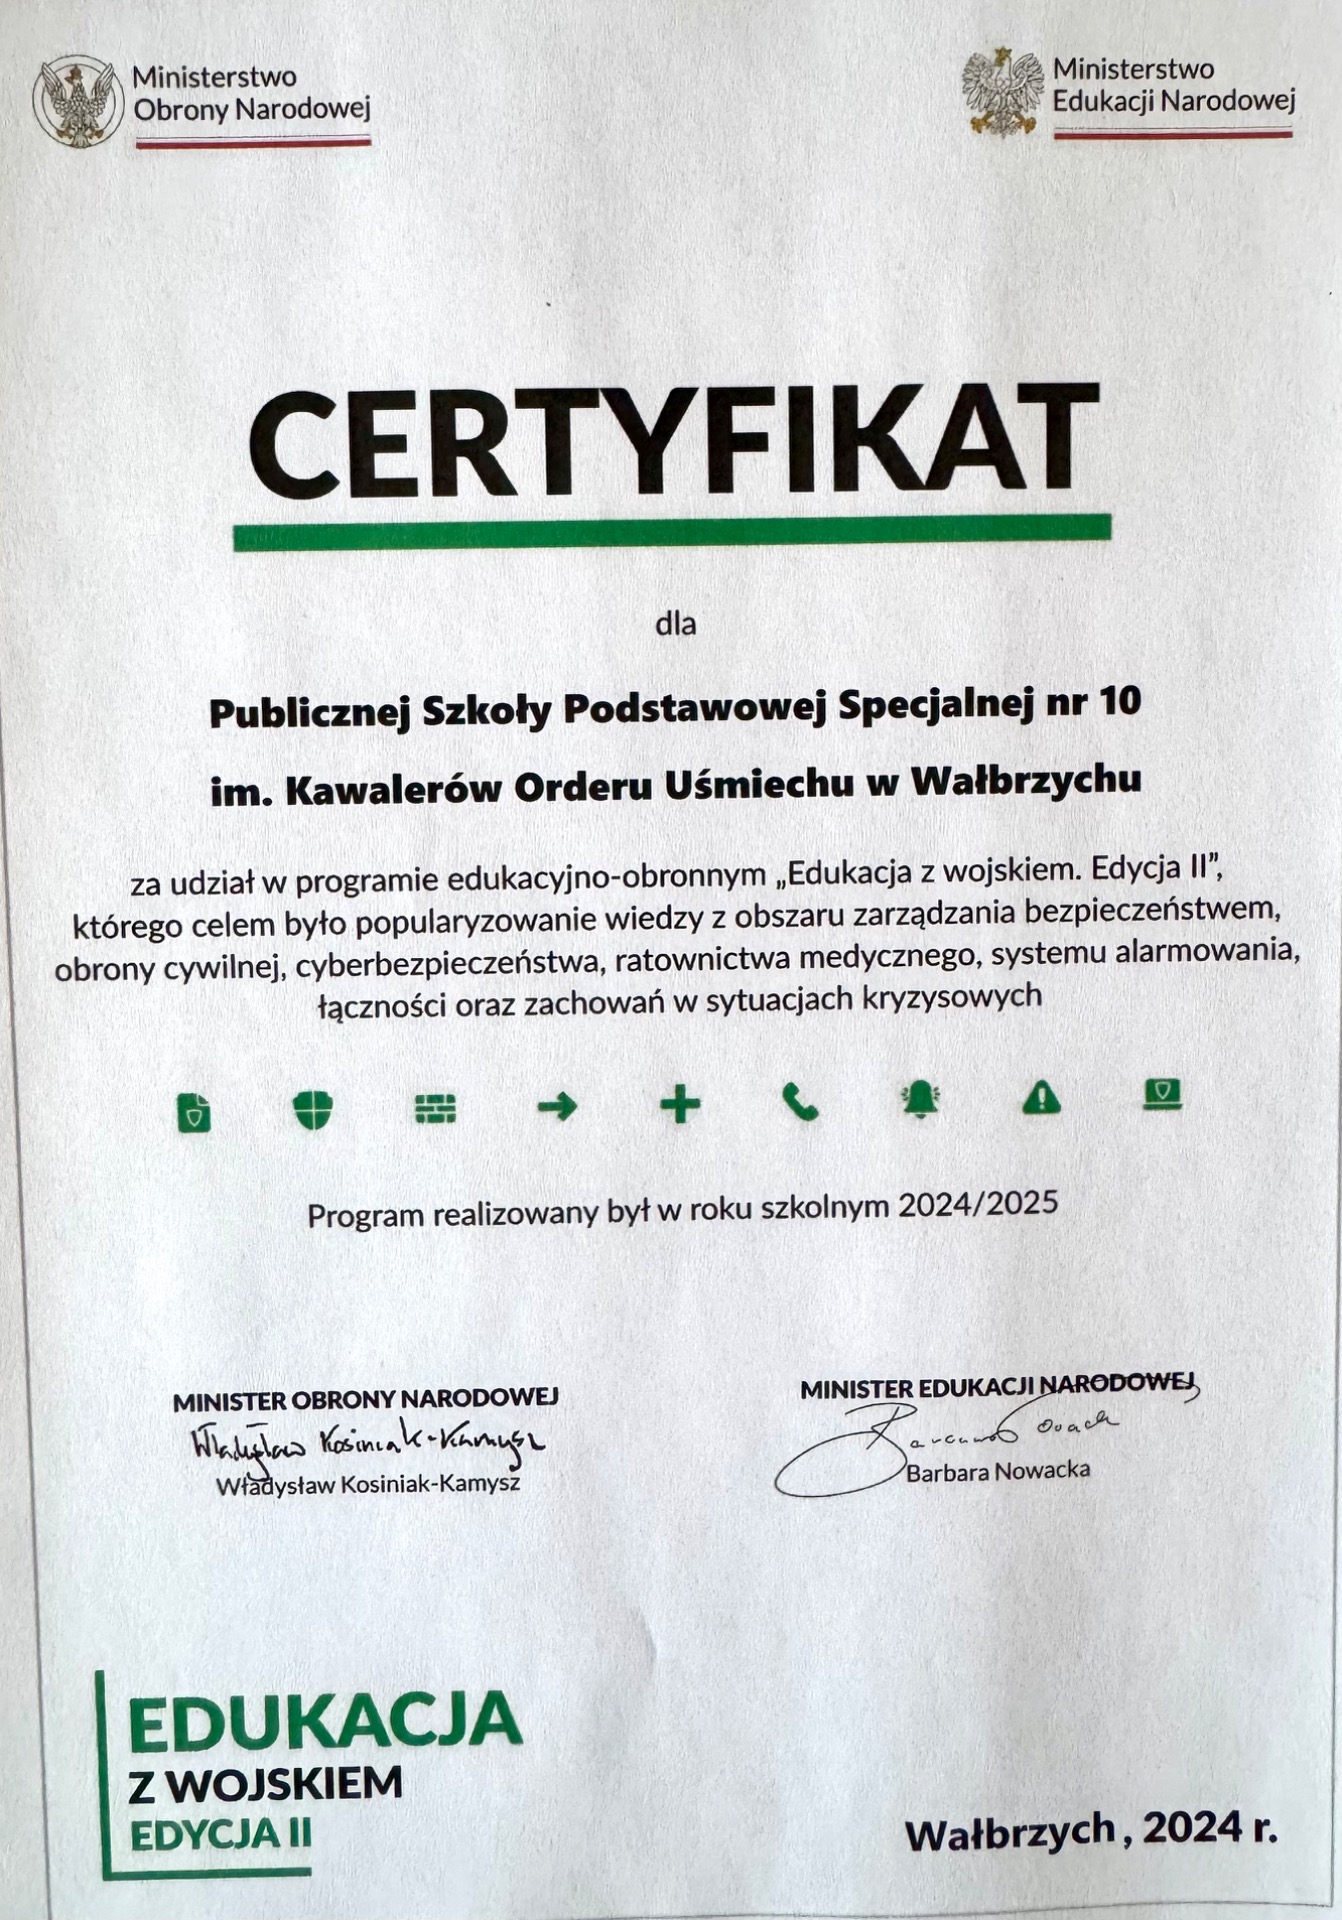 Ministerstwo
Obrony Narodowej
Ministerstwo
Edukacji Narodowej
CERTYFIKAT
dla
Publicznej Szkoły Podstawowej Specjalnej nr 10
im. Kawalerów Orderu Uśmiechu w Wałbrzychu
za udział w programie edukacyjno-obronnym „Edukacja z wojskiem. Edycja II”,
którego celem było popularyzowanie wiedzy z obszaru zarządzania bezpieczeństwem,
obrony cywilnej, cyberbezpieczeństwa, ratownictwa medycznego, systemu alarmowania,
łączności oraz zachowań w sytuacjach kryzysowych
Program realizowany był w roku szkolnym 2024/2025
MINISTER OBRONY NARODOWEJ
Władysław Kosiniak-Kamysz
Władysław Kosiniak-Kamysz
MINISTER EDUKACJI NARODOWEJ
Barbara Nowacka
EDUKACJA
Z WOJSKIEM
EDYCJA II
Wałbrzych, 2024 r.